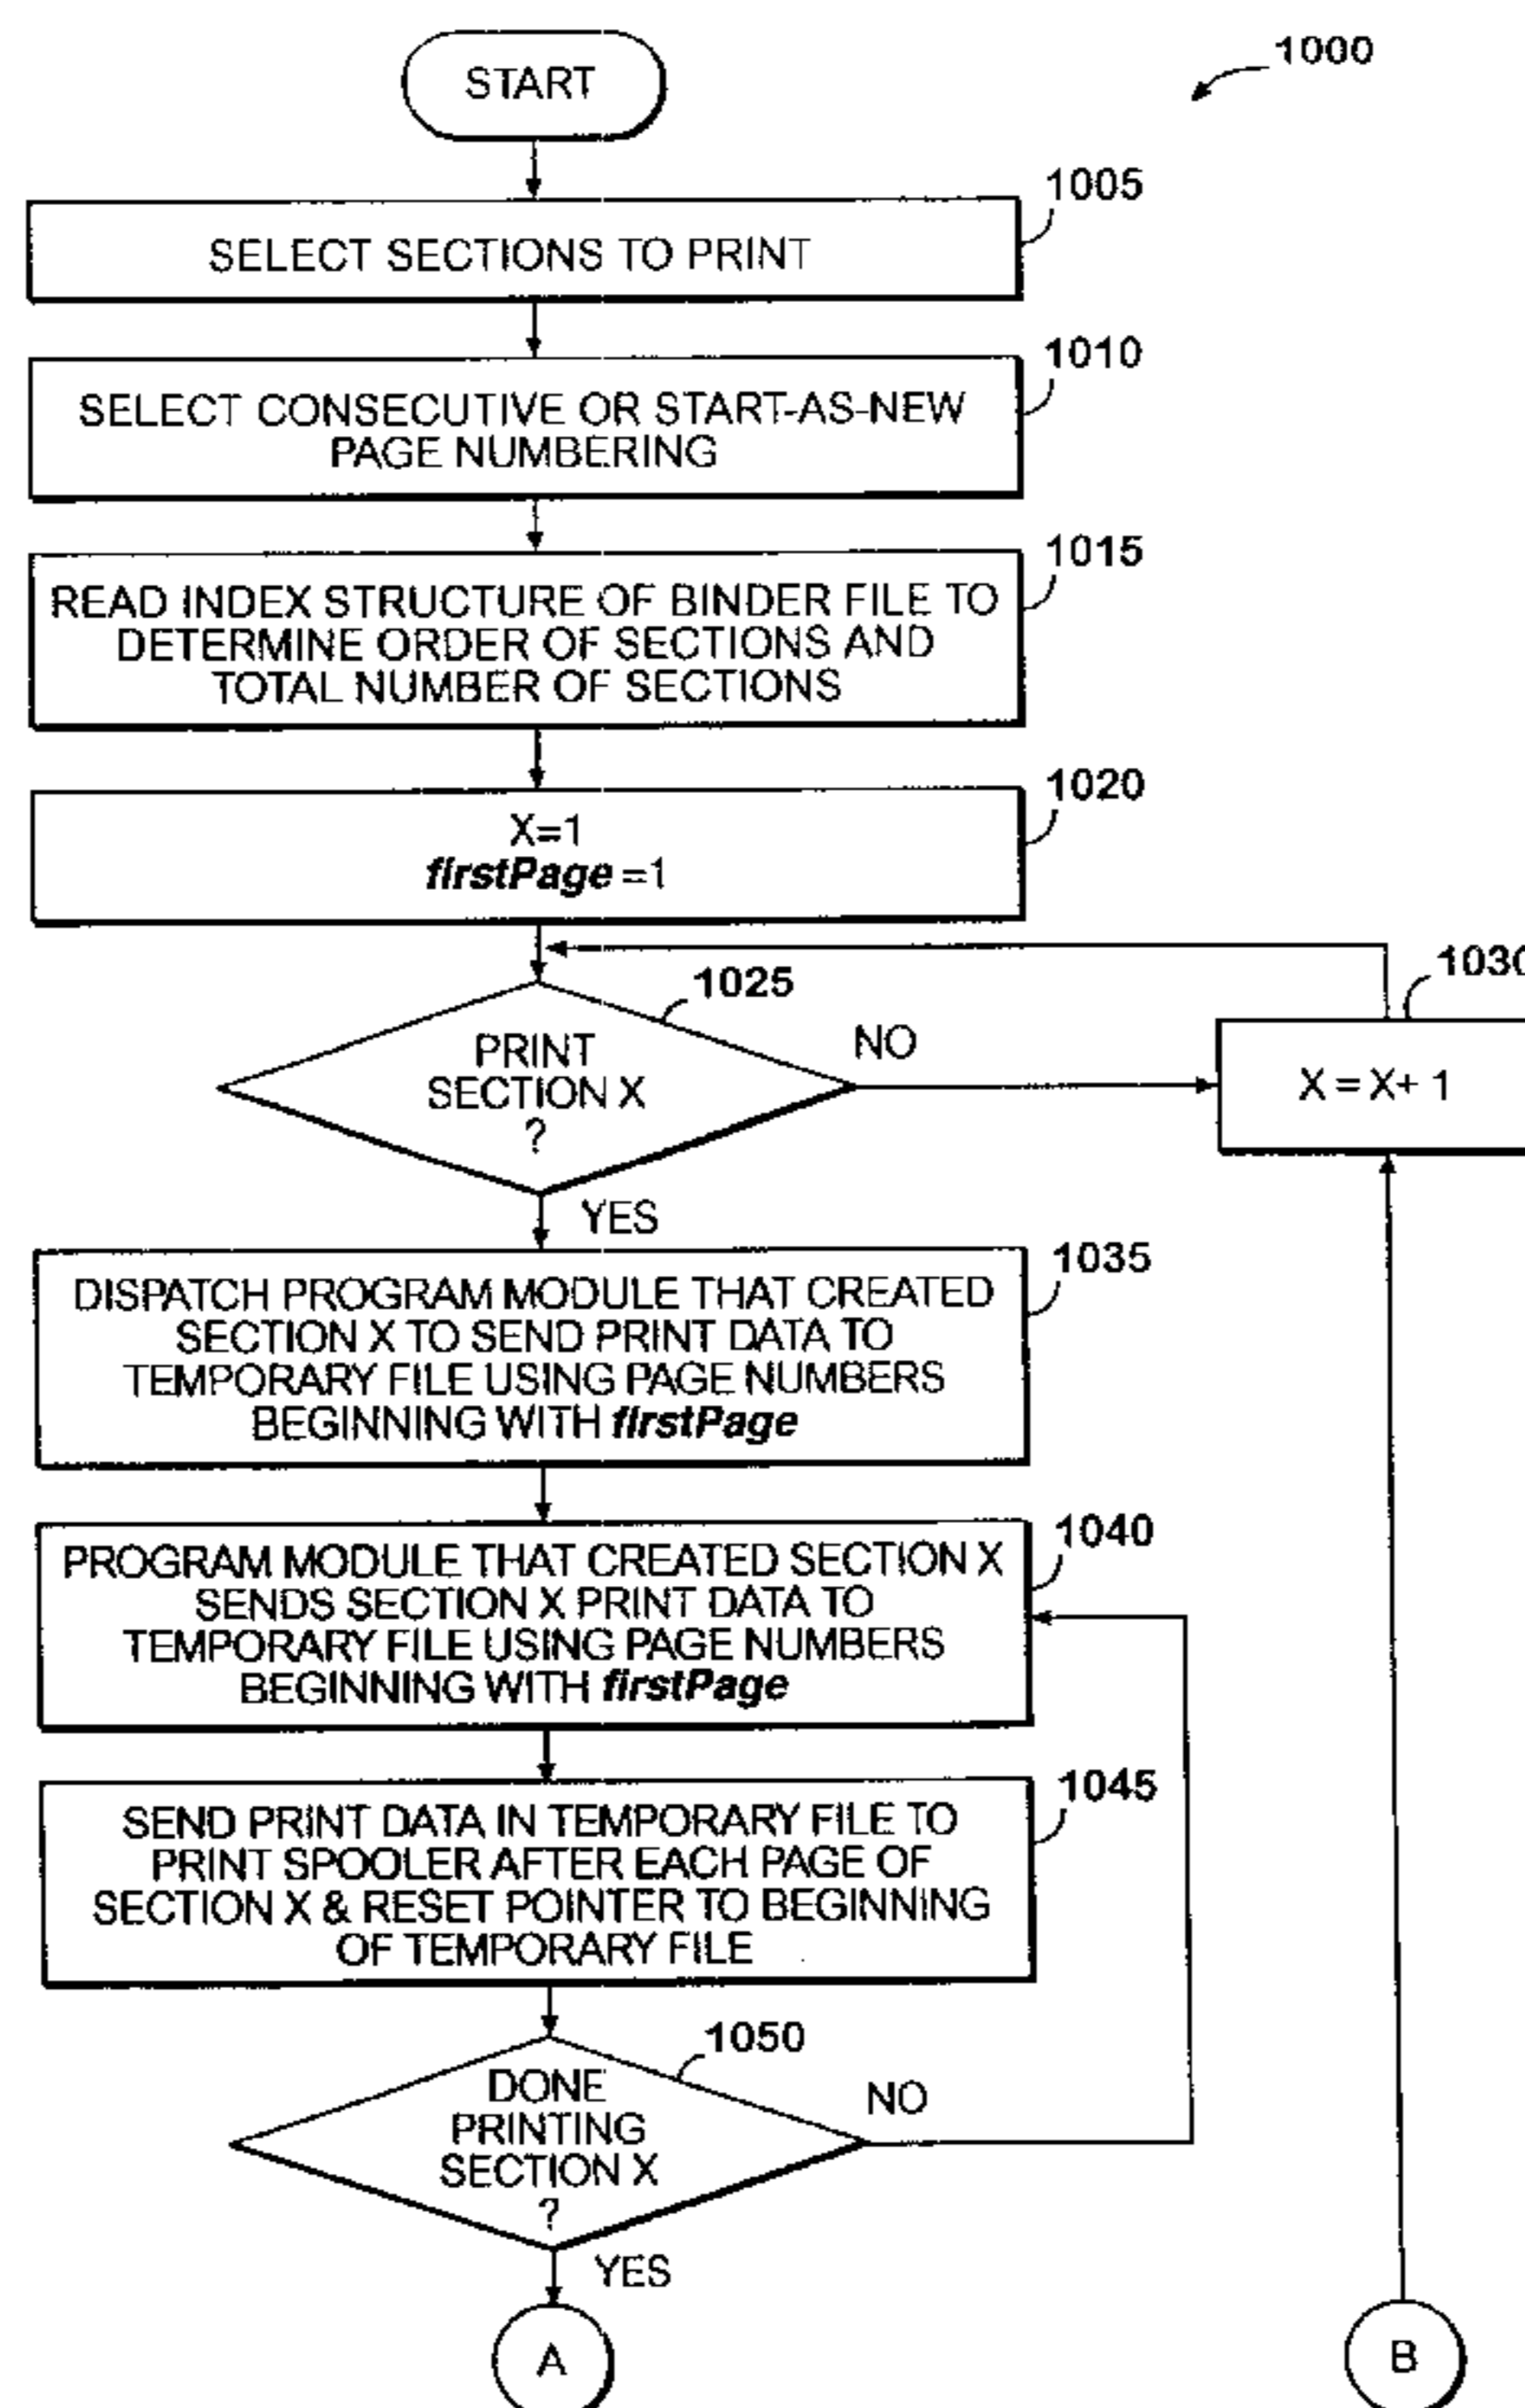 1000
START
1005
SELECT SECTIONS TO PRINT
1010
SELECT CONSECUTIVE OR START-AS-NEW
PAGE NUMBERING
1015
READ INDEX STRUCTURE OF BINDER FILE TO
DETERMINE ORDER OF SECTIONS AND
TOTAL NUMBER OF SECTIONS
1020
X=1
firstPage =1
1025
PRINT
SECTION X
?
NO
1030
X = X+ 1
YES
1035
DISPATCH PROGRAM MODULE THAT CREATED
SECTION X TO SEND PRINT DATA TO
TEMPORARY FILE USING PAGE NUMBERS
BEGINNING WITH firstPage
1040
PROGRAM MODULE THAT CREATED SECTION X
SENDS SECTION X PRINT DATA TO
TEMPORARY FILE USING PAGE NUMBERS
BEGINNING WITH firstPage
1045
SEND PRINT DATA IN TEMPORARY FILE TO
PRINT SPOOLER AFTER EACH PAGE OF
SECTION X & RESET POINTER TO BEGINNING
OF TEMPORARY FILE
1050
DONE
PRINTING
SECTION X
?
NO
YES
A
B